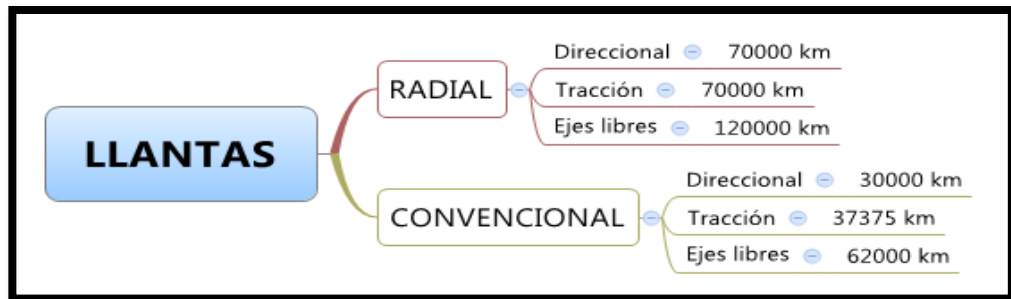 LLANTAS
RADIAL
Direccional 70000 km
Tracción 70000 km
Ejes libres 120000 km
CONVENCIONAL
Direccional 30000 km
Tracción 37375 km
Ejes libres 62000 km